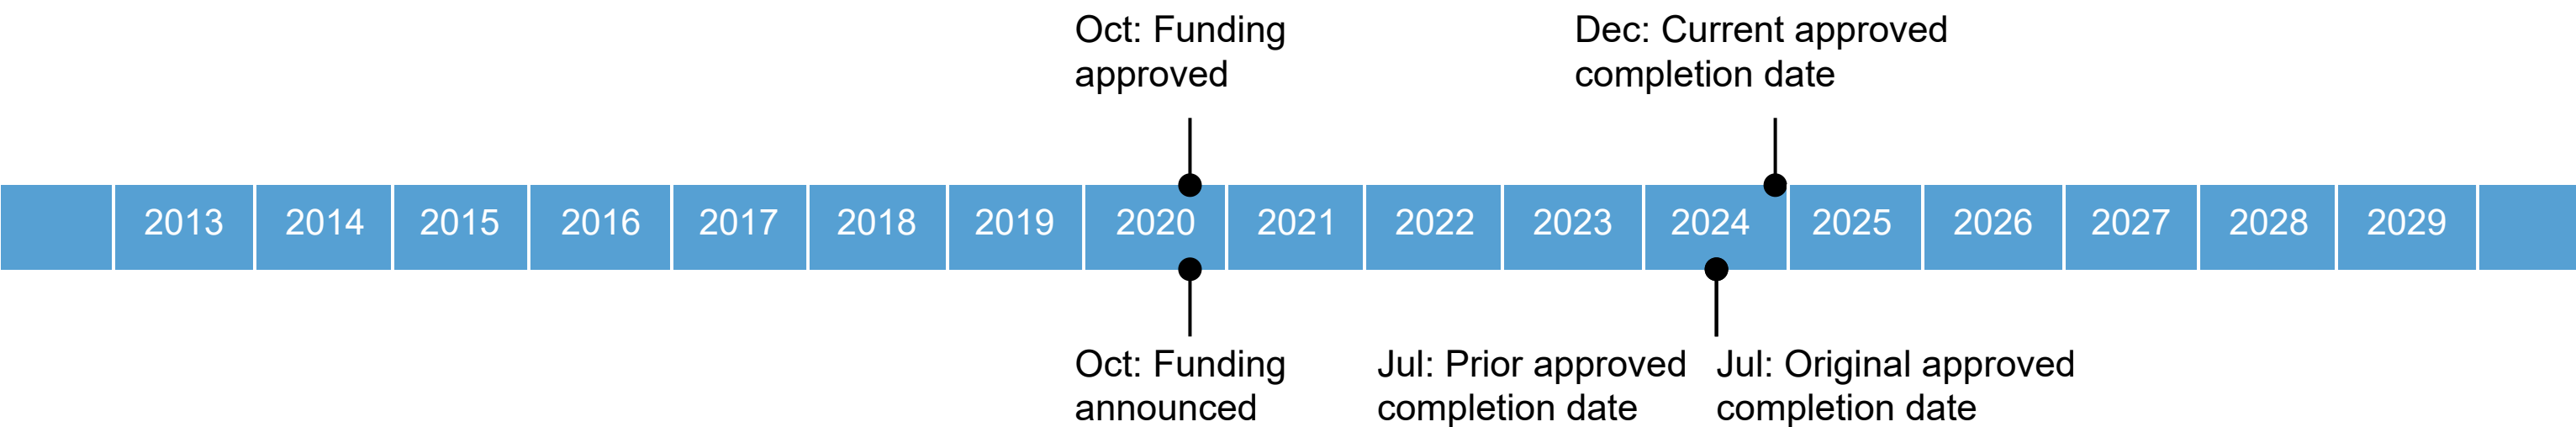 Oct: Funding
approved
Dec: Current approved
completion date
2013 2014 2015 2016 2017 2018 2019 2020 2021 2022 2023 2024 2025 2026 2027 2028 2029
Oct: Funding
announced
Jul: Prior approved
completion date
Jul: Original approved
completion date